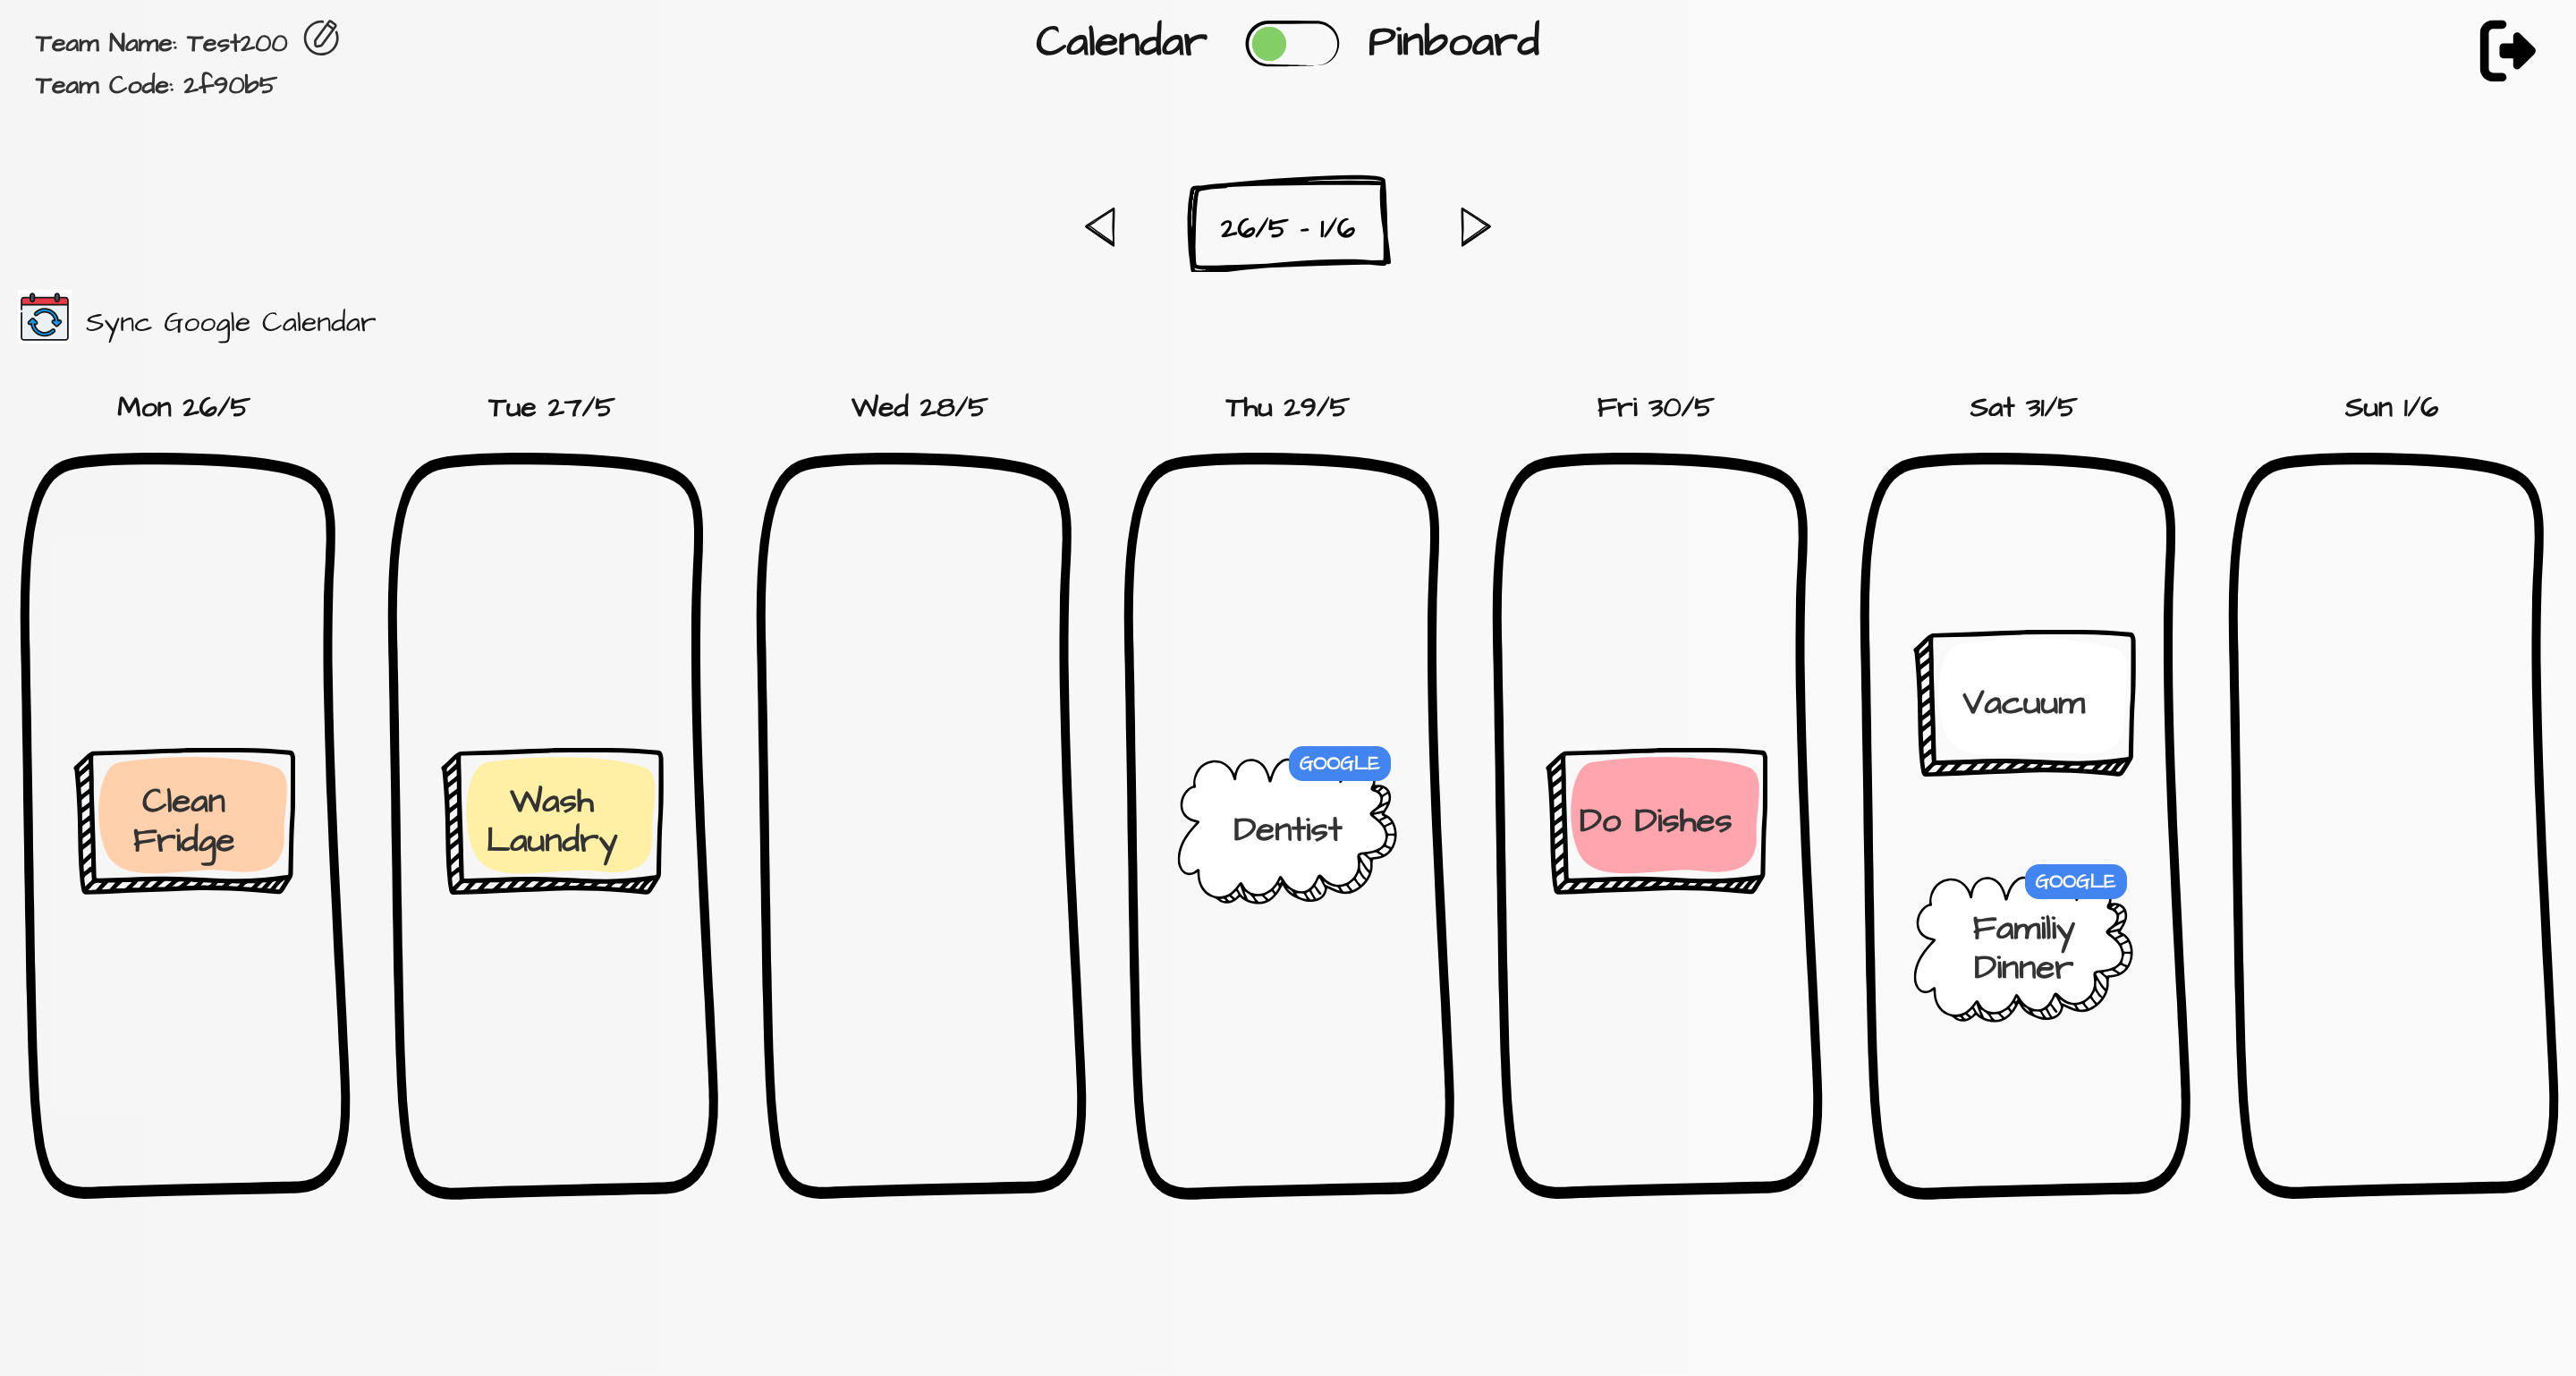 Team Name: Test200
Team Code: 2f90b5
Calendar
Pinboard
26/5 - 1/6
Sync Google Calendar
Mon 26/5
Tue 27/5
Wed 28/5
Thu 29/5
Fri 30/5
Sat 31/5
Sun 1/6
Clean
Fridge
Wash
Laundry
GOOGLE
Dentist
Do Dishes
Vacuum
GOOGLE
Familiy
Dinner